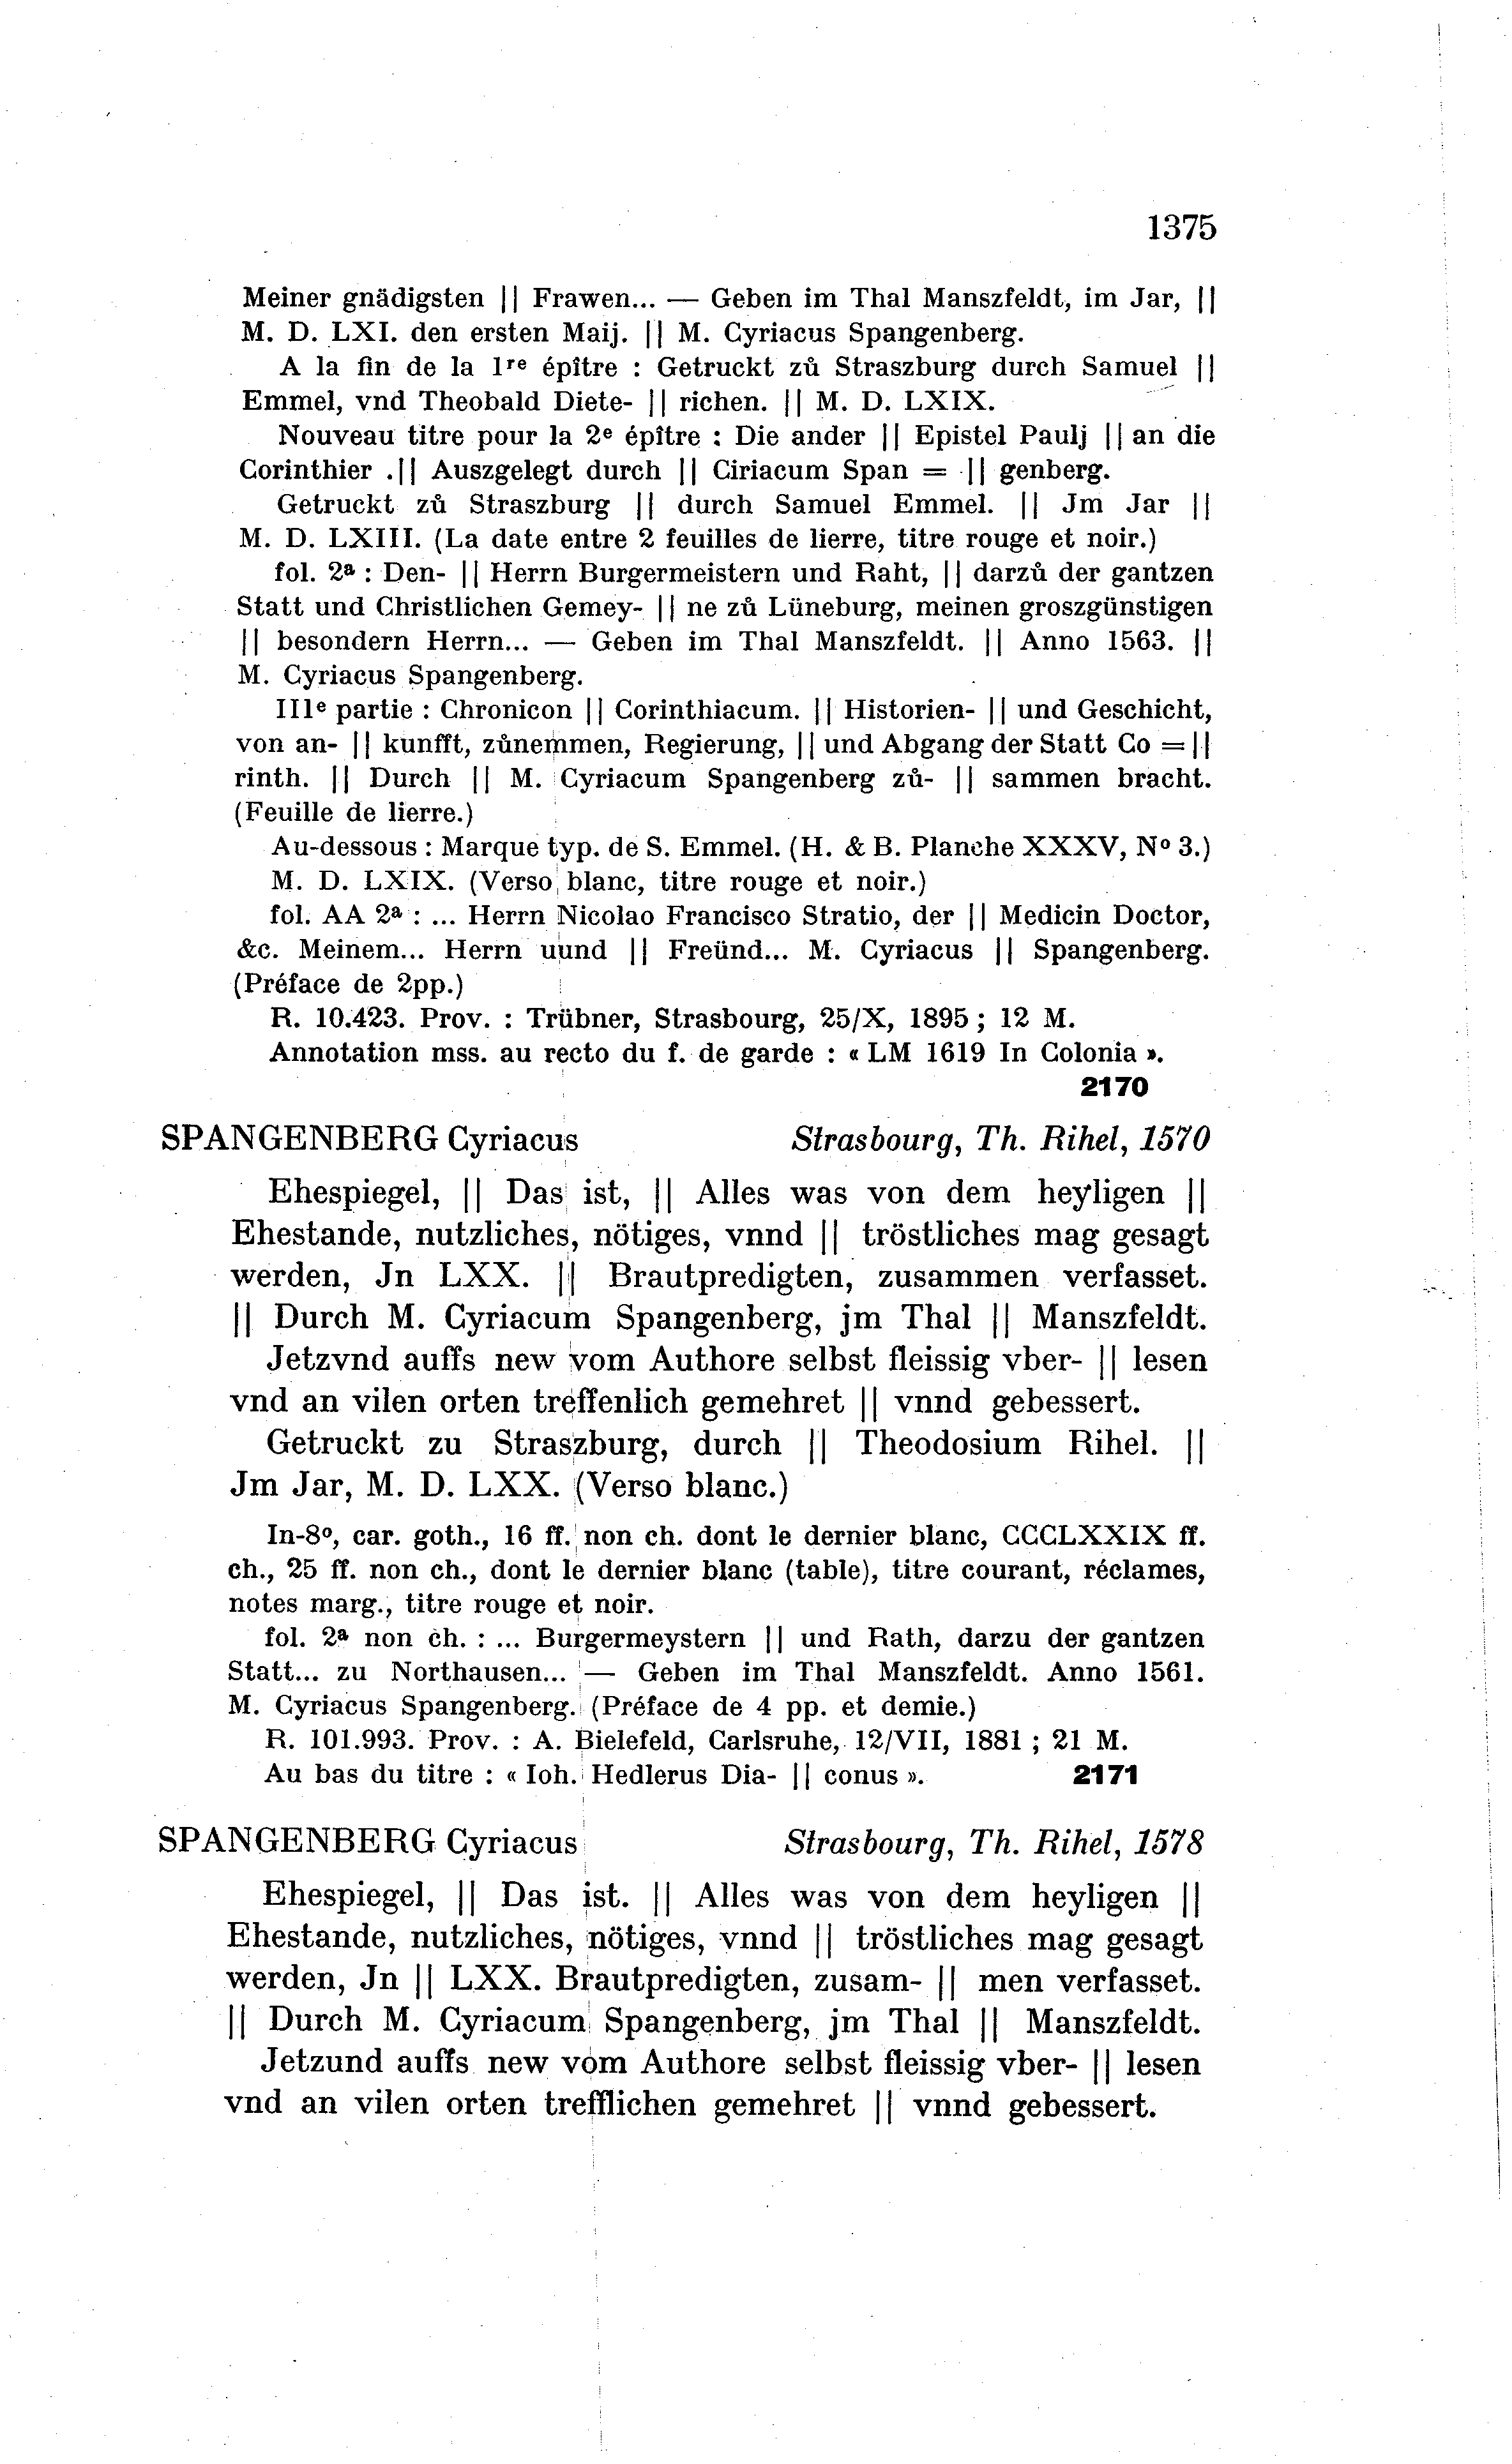 1375
Meiner gnädigsten || Frawen... — Geben im Thal Manszfeldt, im Jar, ||
M. D. LXI. den ersten Maij. || M. Cyriacus Spangenberg.
A la fin de la 1re épître : Getruckt zů Straszburg durch Samuel ||
Emmel, vnd Theobald Diete- || richen. || M. D. LXIX.
Nouveau titre pour la 2e épître : Die ander || Epistel Paulj || an die
Corinthier .|| Auszgelegt durch || Ciriacum Span = || genberg.
Getruckt zů Straszburg || durch Samuel Emmel. || Jm Jar ||
M. D. LXIII. (La date entre 2 feuilles de lierre, titre rouge et noir.)
fol. 2a : Den- || Herrn Burgermeistern und Raht, || darzů der gantzen
Statt und Christlichen Gemey- || ne zů Lüneburg, meinen groszgünstigen
|| besondern Herrn... — Geben im Thal Manszfeldt. || Anno 1563. ||
M. Cyriacus Spangenberg.
IIIe partie : Chronicon || Corinthiacum. || Historien- || und Geschicht,
von an- || kunfft, zůnemmen, Regierung, || und Abgang der Statt Co = ||
rinth. || Durch || M. Cyriacum Spangenberg zů- || sammen bracht.
(Feuille de lierre.)
Au-dessous : Marque typ. de S. Emmel. (H. & B. Planche XXXV, No 3.)
M. D. LXIX. (Verso blanc, titre rouge et noir.)
fol. AA 2a : ... Herrn Nicolao Francisco Stratio, der || Medicin Doctor,
&c. Meinem... Herrn uund || Freünd... M. Cyriacus || Spangenberg.
(Préface de 2pp.)
R. 10.423. Prov. : Trübner, Strasbourg, 25/X, 1895 ; 12 M.
Annotation mss. au recto du f. de garde : « LM 1619 In Colonia ».
2170
SPANGENBERG Cyriacus Strasbourg, Th. Rihel, 1570
Ehespiegel, || Das ist, || Alles was von dem heyligen ||
Ehestande, nutzliches, nötiges, vnnd || tröstliches mag gesagt
werden, Jn LXX. || Brautpredigten, zusammen verfasset.
|| Durch M. Cyriacum Spangenberg, jm Thal || Manszfeldt.
Jetzvnd auffs new vom Authore selbst fleissig vber- || lesen
vnd an vilen orten treffenlich gemehret || vnnd gebessert.
Getruckt zu Straszburg, durch || Theodosium Rihel. ||
Jm Jar, M. D. LXX. (Verso blanc.)
In-8o, car. goth., 16 ff. non ch. dont le dernier blanc, CCCLXXIX ff.
ch., 25 ff. non ch., dont le dernier blanc (table), titre courant, réclames,
notes marg., titre rouge et noir.
fol. 2a non ch. : ... Burgermeystern || und Rath, darzu der gantzen
Statt... zu Northausen... — Geben im Thal Manszfeldt. Anno 1561.
M. Cyriacus Spangenberg. (Préface de 4 pp. et demie.)
R. 101.993. Prov. : A. Bielefeld, Carlsruhe, 12/VII, 1881 ; 21 M.
Au bas du titre : « Ioh. Hedlerus Dia- || conus ». 2171
SPANGENBERG Cyriacus Strasbourg, Th. Rihel, 1578
Ehespiegel, || Das ist. || Alles was von dem heyligen ||
Ehestande, nutzliches, nötiges, vnnd || tröstliches mag gesagt
werden, Jn || LXX. Brautpredigten, zusam- || men verfasset.
|| Durch M. Cyriacum Spangenberg, jm Thal || Manszfeldt.
Jetzund auffs new vom Authore selbst fleissig vber- || lesen
vnd an vilen orten trefflichen gemehret || vnnd gebessert.